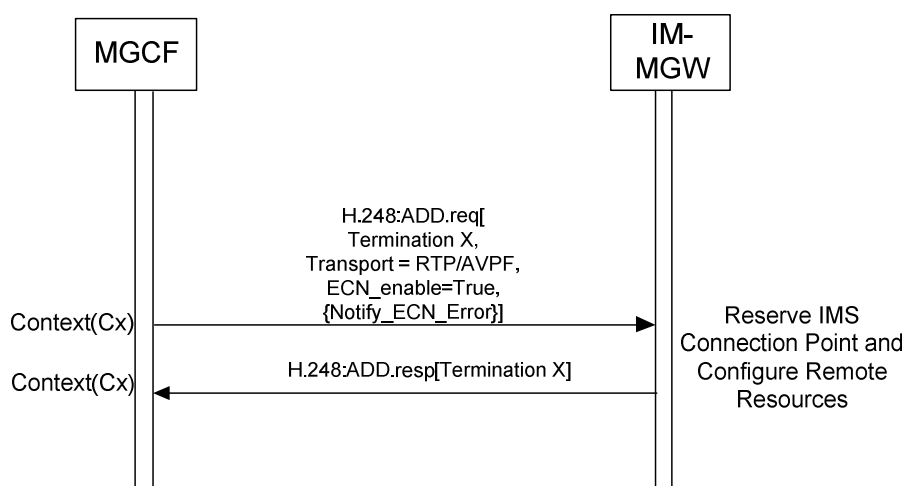 MGCF
IM-
MGW
H.248:ADD.req[
Termination X,
Transport = RTP/AVPF,
ECN_enable=True,
{Notify_ECN_Error}]
Context(Cx)
Reserve IMS
Connection Point and
Configure Remote
Resources
H.248:ADD.resp[Termination X]
Context(Cx)